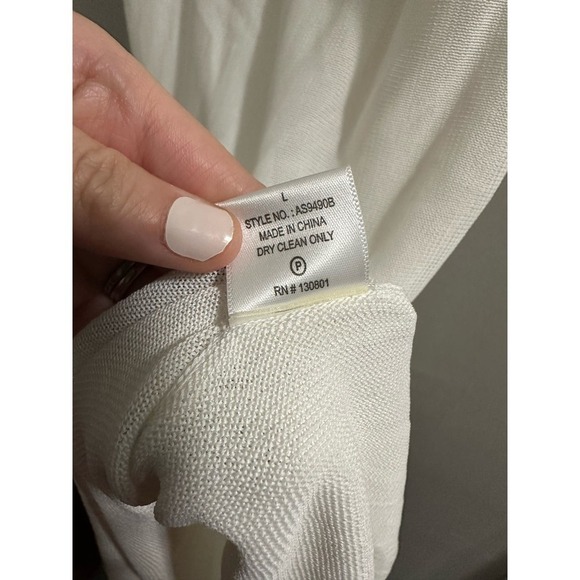 L
STYLE NO. : AS9490B
MADE IN CHINA
DRY CLEAN ONLY
P
RN # 130801